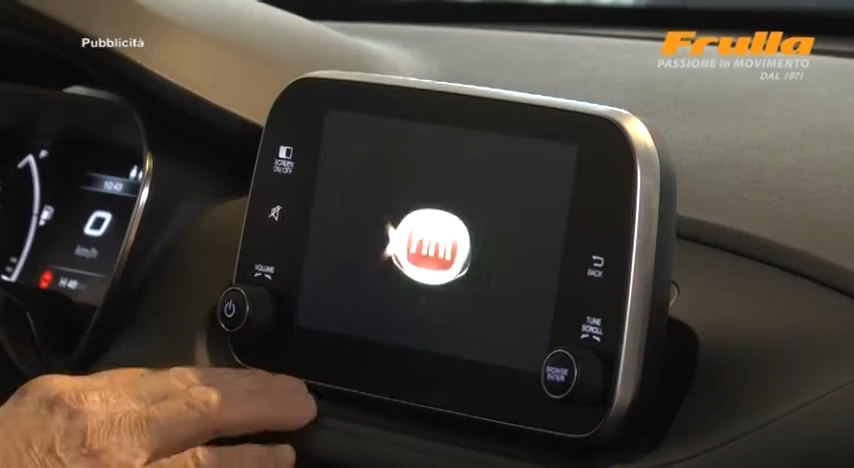 Pubblicità
Frulla
PASSIONE in MOVIMENTO
DAL 1971
SCREEN
ON/OFF
VOLUME
BACK
TUNE
SCROLL
BROWSE
ENTER
10:43
0
km/h